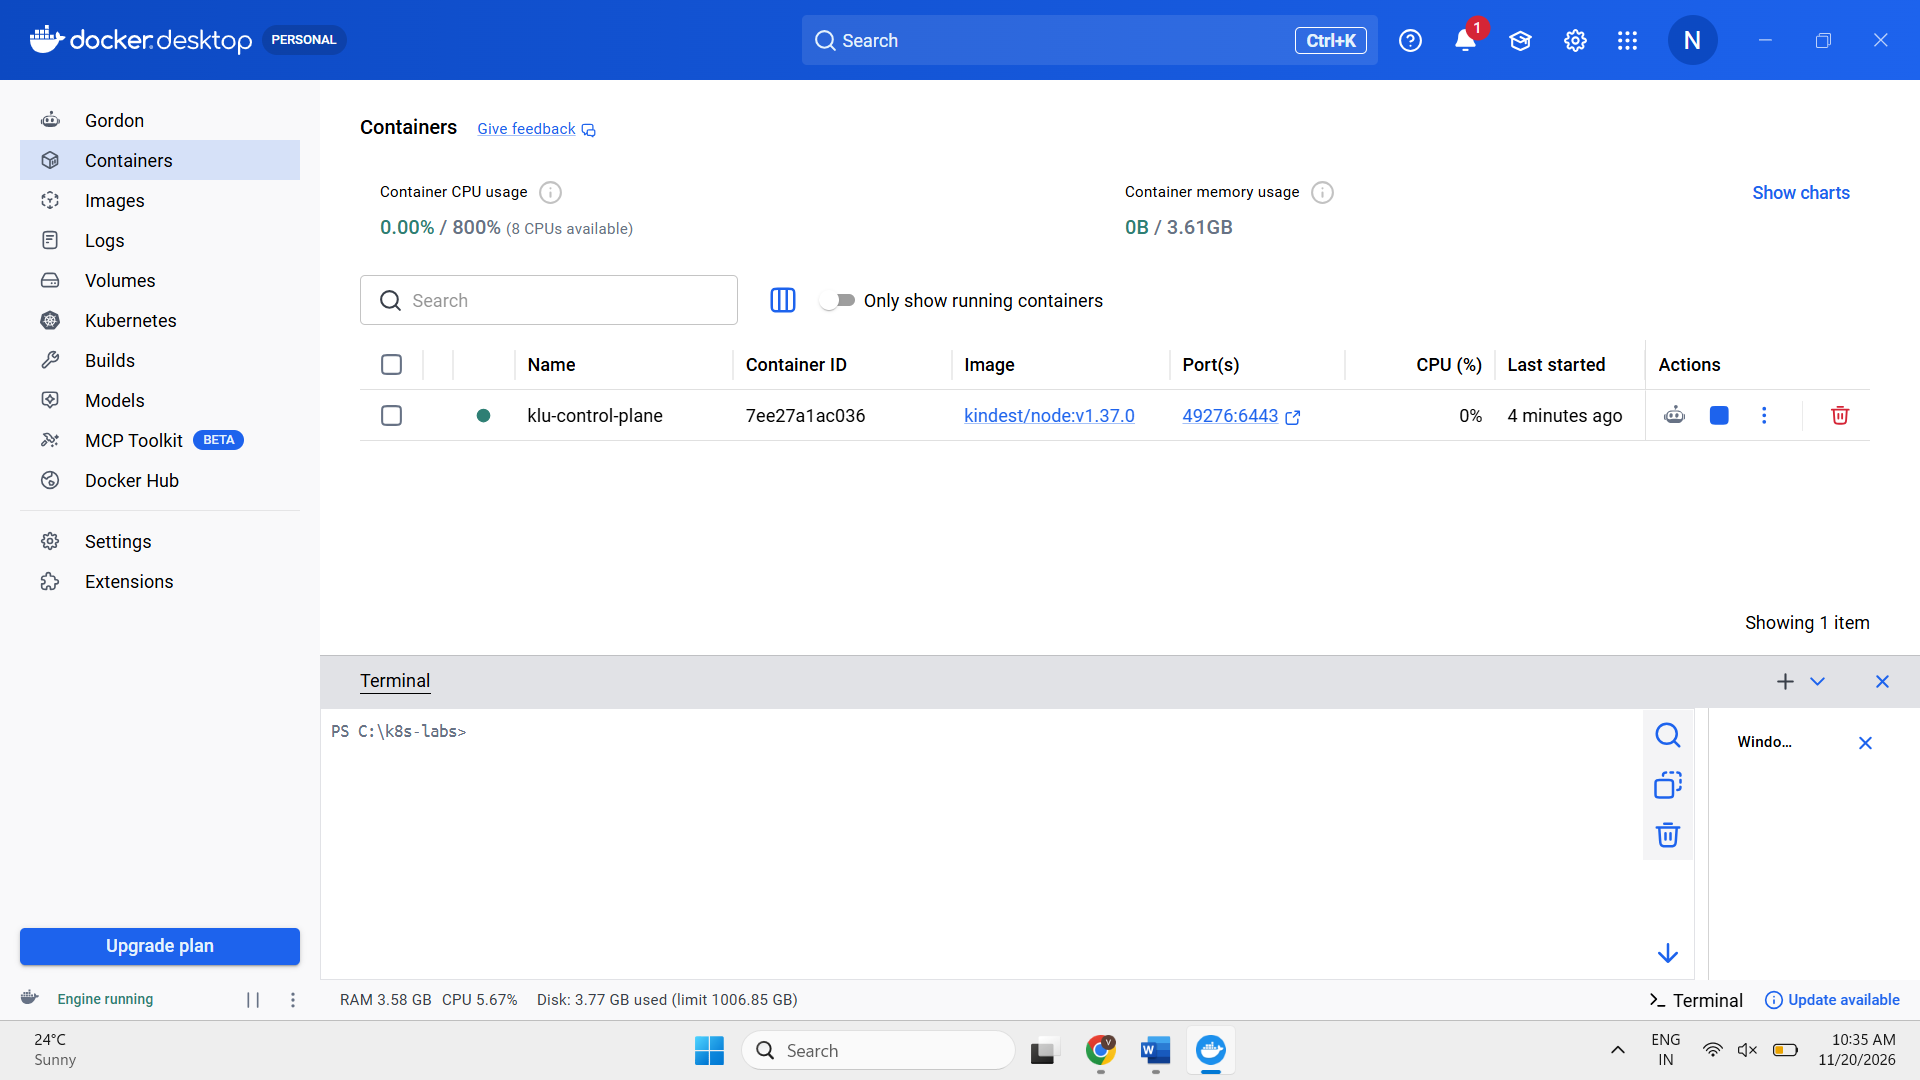 docker.desktop PERSONAL
Search Ctrl+K
1
N
Gordon
Containers
Images
Logs
Volumes
Kubernetes
Builds
Models
MCP Toolkit BETA
Docker Hub
Settings
Extensions
Upgrade plan
Containers Give feedback
Container CPU usage
0.00% / 800% (8 CPUs available)
Container memory usage
0B / 3.61GB
Show charts
Search
Only show running containers
Name Container ID Image Port(s) CPU (%) Last started Actions
klu-control-plane 7ee27a1ac036 kindest/node:v1.37.0 49276:6443 0% 4 minutes ago
Showing 1 item
Terminal
PS C:\k8s-labs>
Windo...
Engine running
RAM 3.58 GB CPU 5.67% Disk: 3.77 GB used (limit 1006.85 GB)
Terminal
Update available
24°C
Sunny
Search
V
W
ENG
IN
10:35 AM
11/20/2026